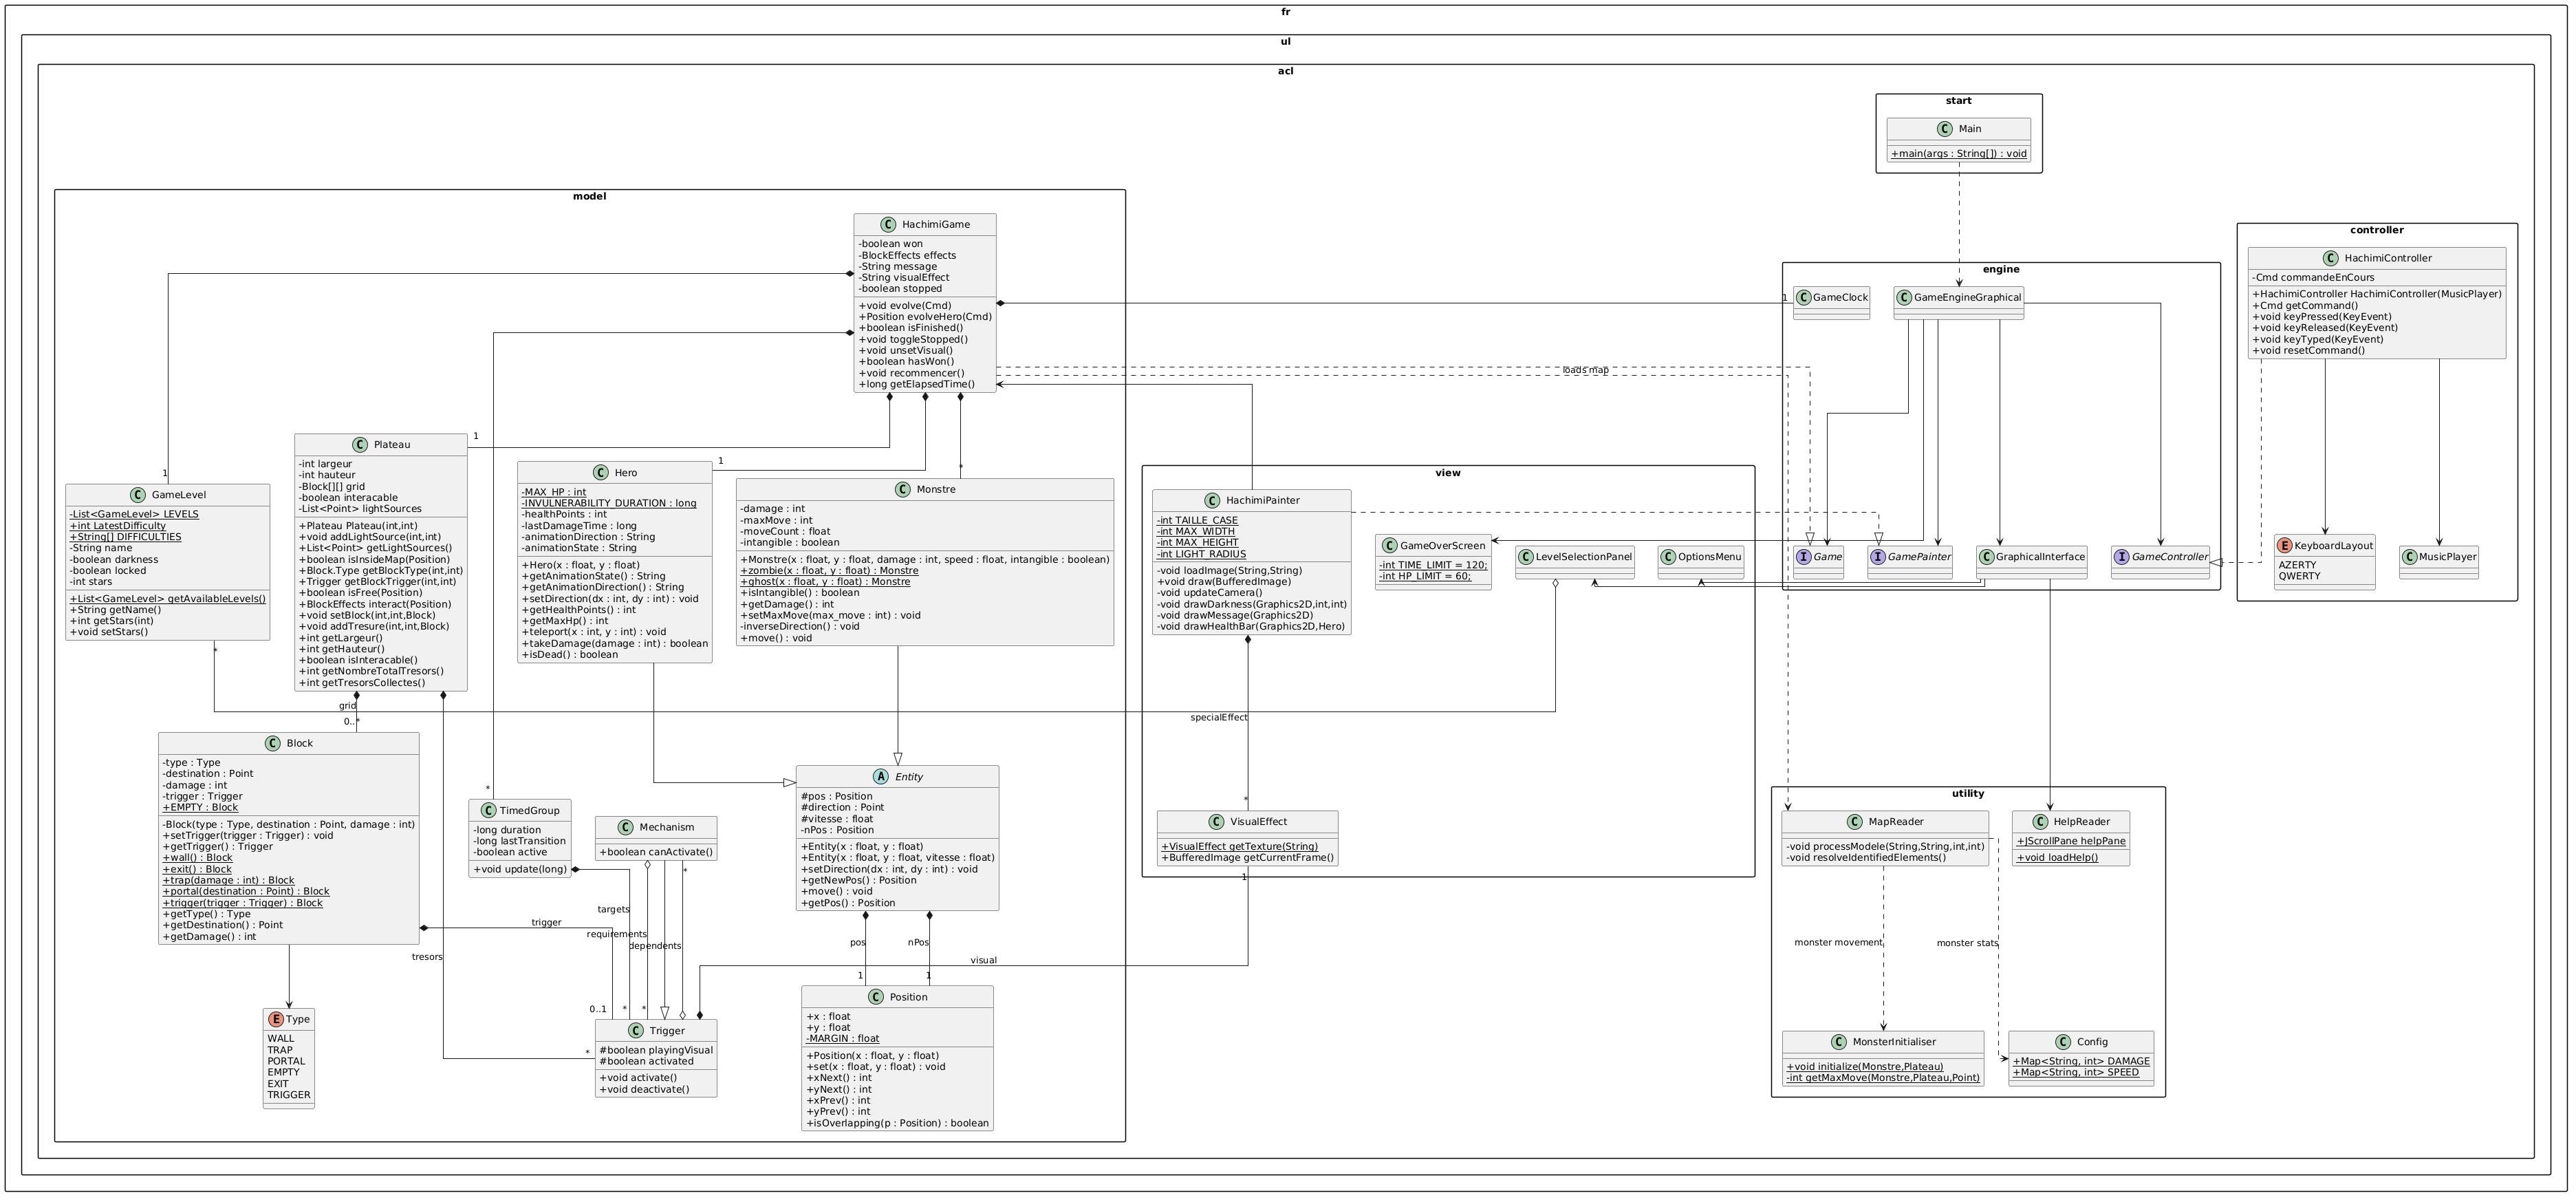 fr
ul
acl
start
C Main
+main(args : String[]) : void
model
C HachimiGame
-boolean won
-BlockEffects effects
-String message
-String visualEffect
-boolean stopped
+void evolve(Cmd)
+Position evolveHero(Cmd)
+boolean isFinished()
+void toggleStopped()
+void unsetVisual()
+boolean hasWon()
+void recommencer()
+long getElapsedTime()
controller
C HachimiController
-Cmd commandeEnCours
+HachimiController HachimiController(MusicPlayer)
+Cmd getCommand()
+void keyPressed(KeyEvent)
+void keyReleased(KeyEvent)
+void keyTyped(KeyEvent)
+void resetCommand()
engine
1
C GameClock
C GameEngineGraphical
loads map
1
C Plateau
-int largeur
-int hauteur
-Block[][] grid
-boolean interacable
-List<Point> lightSources
+Plateau Plateau(int,int)
+void addLightSource(int,int)
+List<Point> getLightSources()
+boolean isInsideMap(Position)
+Block.Type getBlockType(int,int)
+Trigger getBlockTrigger(int,int)
+boolean isFree(Position)
+BlockEffects interact(Position)
+void setBlock(int,int,Block)
+void addTresure(int,int,Block)
+int getLargeur()
+int getHauteur()
+boolean isInteracable()
+int getNombreTotalTresors()
+int getTresorsCollectes()
1
C GameLevel
-List<GameLevel> LEVELS
+int LatestDifficulty
+String[] DIFFICULTIES
-String name
-boolean darkness
-boolean locked
-int stars
+List<GameLevel> getAvailableLevels()
+String getName()
+int getStars(int)
+void setStars()
*
1
C Hero
-MAX_HP : int
-INVULNERABILITY_DURATION : long
-healthPoints : int
-lastDamageTime : long
-animationDirection : String
-animationState : String
+Hero(x : float, y : float)
+getAnimationState() : String
+getAnimationDirection() : String
+setDirection(dx : int, dy : int) : void
+getHealthPoints() : int
+getMaxHp() : int
+teleport(x : int, y : int) : void
+takeDamage(damage : int) : boolean
+isDead() : boolean
*
C Monstre
-damage : int
-maxMove : int
-moveCount : float
-intangible : boolean
+Monstre(x : float, y : float, damage : int, speed : float, intangible : boolean)
+zombie(x : float, y : float) : Monstre
+ghost(x : float, y : float) : Monstre
+isIntangible() : boolean
+getDamage() : int
+setMaxMove(max_move : int) : void
-inverseDirection() : void
+move() : void
view
C HachimiPainter
-int TAILLE_CASE
-int MAX_WIDTH
-int MAX_HEIGHT
-int LIGHT_RADIUS
-void loadImage(String,String)
+void draw(BufferedImage)
-void updateCamera()
-void drawDarkness(Graphics2D,int,int)
-void drawMessage(Graphics2D)
-void drawHealthBar(Graphics2D,Hero)
C GameOverScreen
-int TIME_LIMIT = 120;
-int HP_LIMIT = 60;
C LevelSelectionPanel
C OptionsMenu
I Game
I GamePainter
C GraphicalInterface
I GameController
E KeyboardLayout
AZERTY
QWERTY
C MusicPlayer
grid
0..*
specialEffect
*
C Block
-type : Type
-destination : Point
-damage : int
-trigger : Trigger
+EMPTY : Block
-Block(type : Type, destination : Point, damage : int)
+setTrigger(trigger : Trigger) : void
+getTrigger() : Trigger
+wall() : Block
+exit() : Block
+trap(damage : int) : Block
+portal(destination : Point) : Block
+trigger(trigger : Trigger) : Block
+getType() : Type
+getDestination() : Point
+getDamage() : int
*
C TimedGroup
-long duration
-long lastTransition
-boolean active
+void update(long)
C Mechanism
+boolean canActivate()
*
A Entity
#pos : Position
#direction : Point
#vitesse : float
-nPos : Position
+Entity(x : float, y : float)
+Entity(x : float, y : float, vitesse : float)
+setDirection(dx : int, dy : int) : void
+getNewPos() : Position
+move() : void
+getPos() : Position
C VisualEffect
+VisualEffect getTexture(String)
+BufferedImage getCurrentFrame()
1
utility
C MapReader
-void processModele(String,String,int,int)
-void resolveIdentifiedElements()
C HelpReader
+JScrollPane helpPane
+void loadHelp()
targets
trigger
requirements
dependents
tresors
pos
nPos
visual
monster movement
monster stats
1
1
0..1
*
*
*
E Type
WALL
TRAP
PORTAL
EMPTY
EXIT
TRIGGER
C Trigger
#boolean playingVisual
#boolean activated
+void activate()
+void deactivate()
C Position
+x : float
+y : float
-MARGIN : float
+Position(x : float, y : float)
+set(x : float, y : float) : void
+xNext() : int
+yNext() : int
+xPrev() : int
+yPrev() : int
+isOverlapping(p : Position) : boolean
C MonsterInitialiser
+void initialize(Monstre,Plateau)
-int getMaxMove(Monstre,Plateau,Point)
C Config
+Map<String, int> DAMAGE
+Map<String, int> SPEED